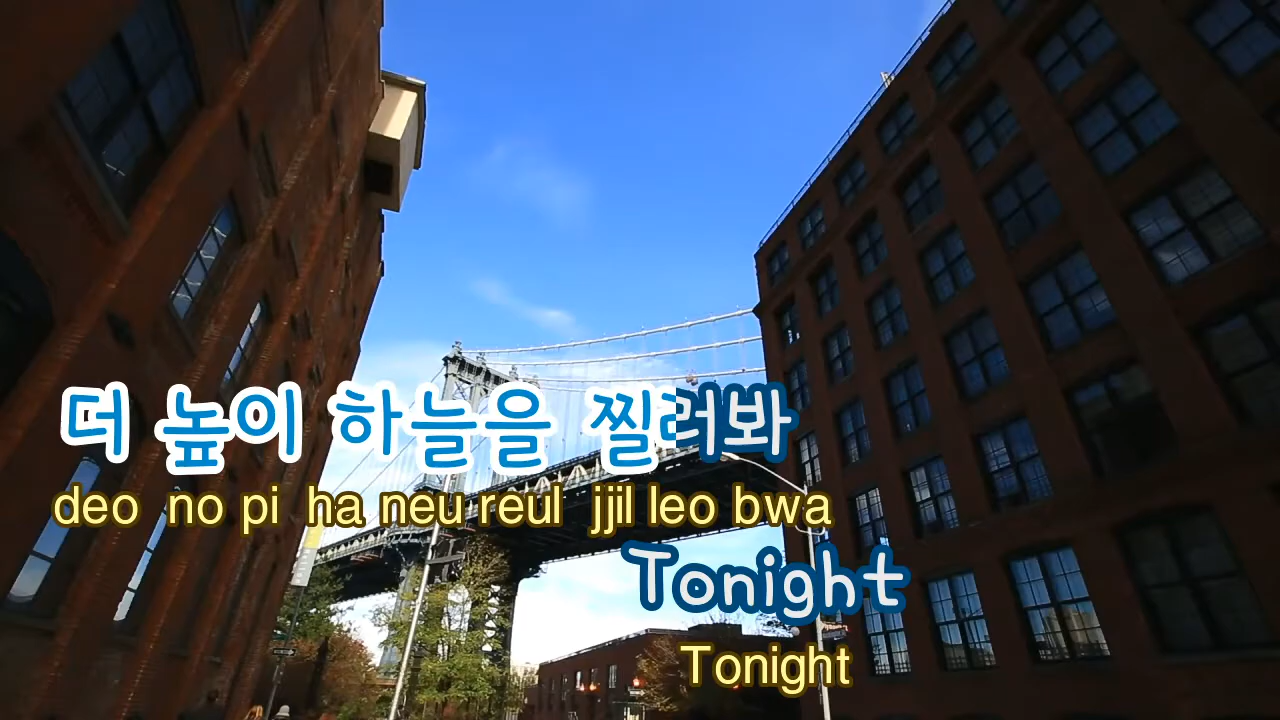 더 높이 하늘을 찔러봐
deo no pi ha neu reul jjil leo bwa
Tonight
Tonight